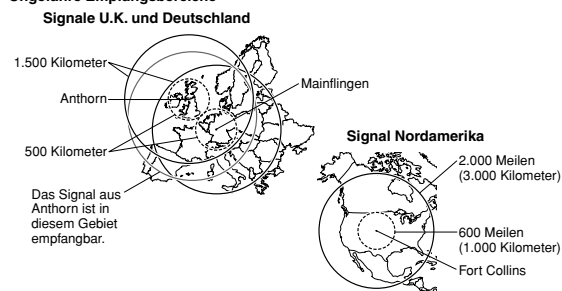 Ungefähre Empfangsbereiche
Signale U.K. und Deutschland
1.500 Kilometer
Anthorn
Mainflingen
500 Kilometer
Das Signal aus
Anthorn ist in
diesem Gebiet
empfangbar.
Signal Nordamerika
2.000 Meilen
(3.000 Kilometer)
600 Meilen
(1.000 Kilometer)
Fort Collins